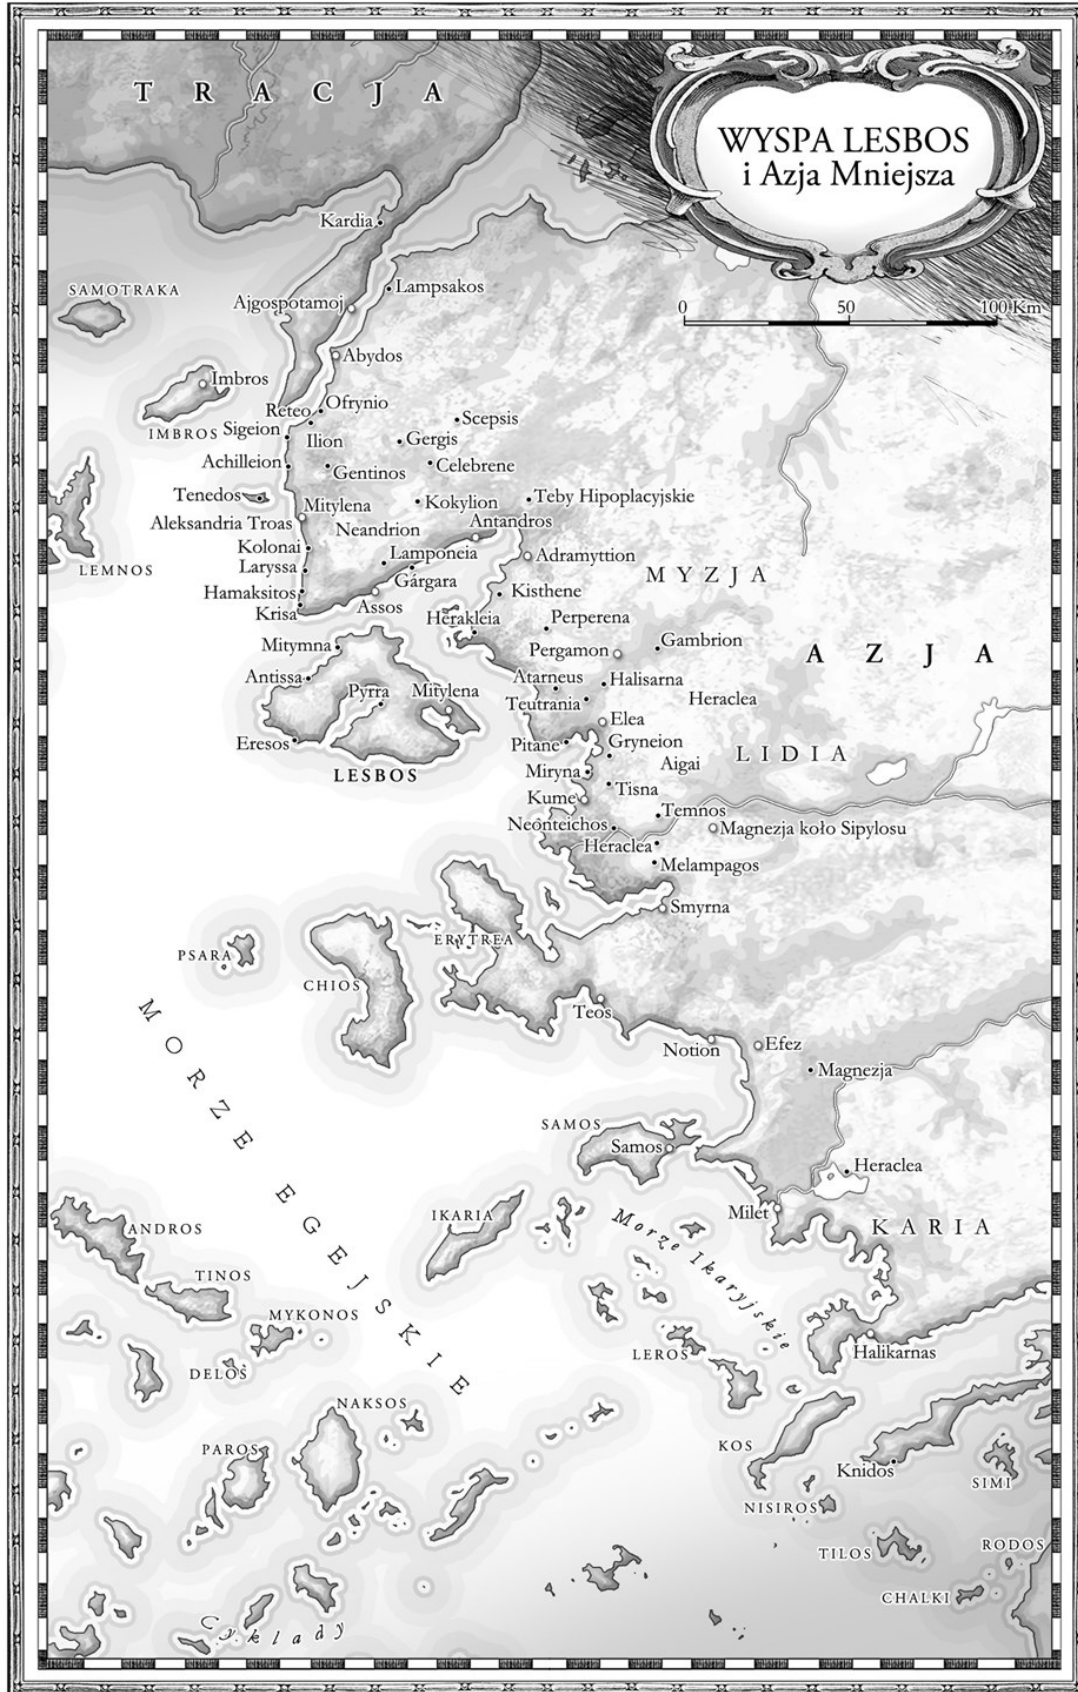 TRACJA
WYSPA LESBOS
i Azja Mniejsza
Kardia
SAMOTRAKA
Lampsakos
Ajgospotamoj
0 50 100 Km
Abydos
Imbros
Ofrynio
Reteo
Scepsis
IMBROS
Sigeion
Ilion
Gergis
Achilleion
Gentinos
Celebrene
Tenedos
Mitylena
Kokylion
Teby Hipoplacyjskie
Aleksandria Troas
Neandrion
Antandros
Kolonai
Lamponeia
Adramyttion
LEMNOS
Laryssa
Gárgara
MYZJA
Hamaksitos
Assos
Kisthene
Krisa
Herakleia
Perperena
Mitymna
Pergamon
Gambrion
AZJA
Antissa
Pyrra
Mitylena
Atarneus
Halisarna
Teutrania
Heraclea
Elea
Eresos
Pitane
Gryneion
LIDIA
LESBOS
Miryna
Aigai
Tisna
Kume
Temnos
Neonteichos
Magnezja koło Sipylosu
Heraclea
Melampagos
Smyrna
ERYTREA
PSARA
CHIOS
Teos
MORZE EGEJSKIE
Notion
Efez
Magnezja
SAMOS
Samos
Heraclea
Milet
IKARIA
Morze Ikaryjskie
KARIA
ANDROS
TINOS
MYKONOS
LEROS
Halikarnas
DELOS
NAKSOS
PAROS
KOS
Knidos
SIMI
NISIROS
TILOS
RODOS
CHALKI
Cyklady